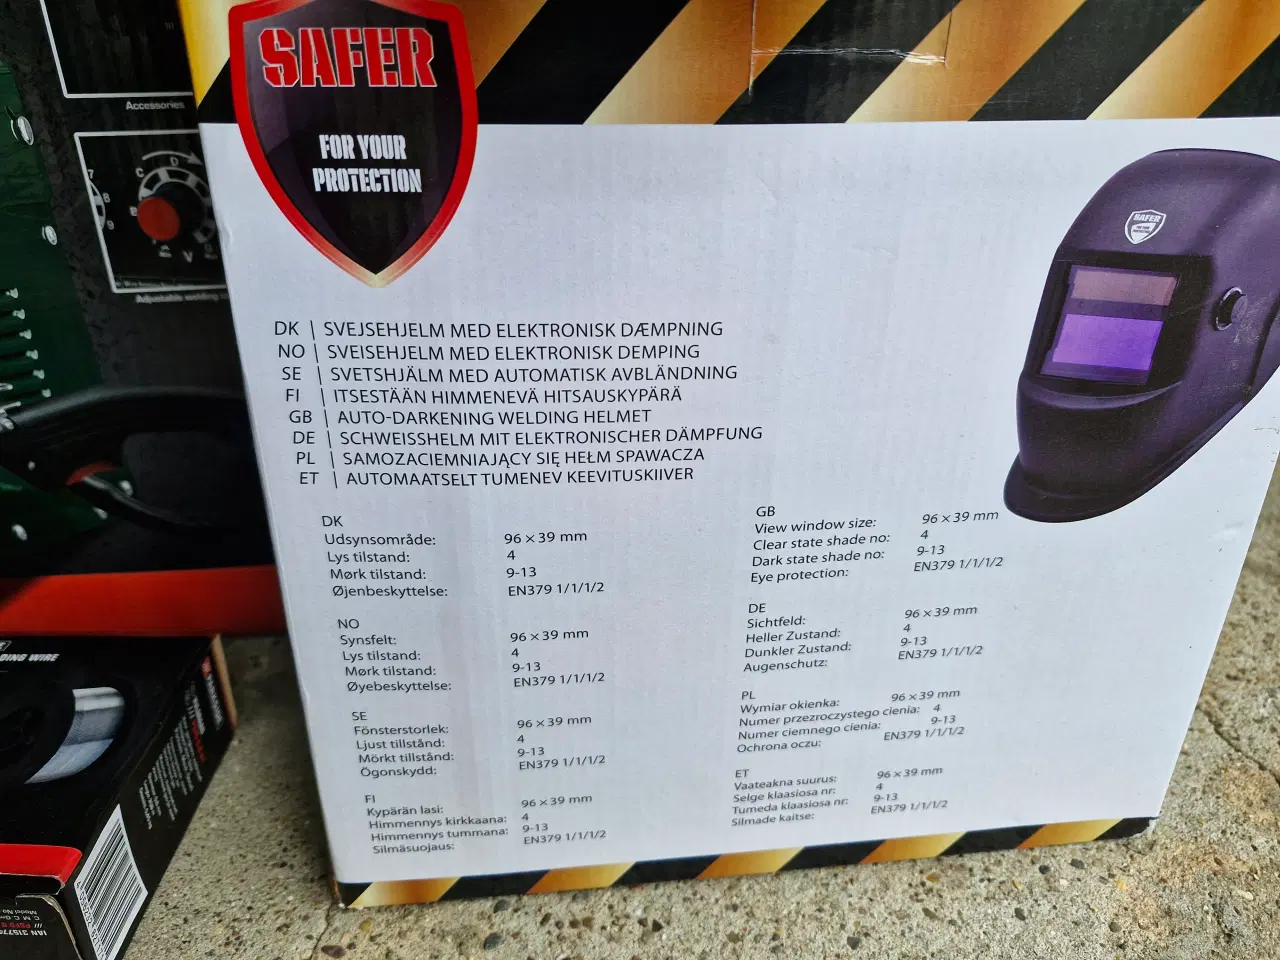 SAFER
FOR YOUR
PROTECTION
Accessories
SAFER
DK | SVEJSEHJELM MED ELEKTRONISK DÆMPNING
NO | SVEISEHJELM MED ELEKTRONISK DEMPING
SE | SVETSHJÄLM MED AUTOMATISK AVBLÄNDNING
FI | ITSESTÄÄN HIMMENEVÄ HITSAUSKYPÄRÄ
GB | AUTO-DARKENING WELDING HELMET
DE | SCHWEISSHELM MIT ELEKTRONISCHER DÄMPFUNG
PL | SAMOZACIEMNIAJĄCY SIĘ HEŁM SPAWACZA
ET | AUTOMAATSELT TUMENEV KEEVITUSKIIVER
DK
Udsynsområde: 96 × 39 mm
Lys tilstand: 4
Mørk tilstand: 9-13
Øjenbeskyttelse: EN379 1/1/1/2
NO
Synsfelt: 96 × 39 mm
Lys tilstand: 4
Mørk tilstand: 9-13
Øyebeskyttelse: EN379 1/1/1/2
SE
Fönsterstorlek: 96 × 39 mm
Ljust tillstånd: 4
Mörkt tillstånd: 9-13
Ögonskydd: EN379 1/1/1/2
FI
Kypärän lasi: 96 × 39 mm
Himmennys kirkkaana: 4
Himmennys tummana: 9-13
Silmäsuojaus: EN379 1/1/1/2
GB
View window size: 96 × 39 mm
Clear state shade no: 4
Dark state shade no: 9-13
Eye protection: EN379 1/1/1/2
DE
Sichtfeld: 96 × 39 mm
Heller Zustand: 4
Dunkler Zustand: 9-13
Augenschutz: EN379 1/1/1/2
PL
Wymiar okienka: 96 × 39 mm
Numer przezroczystego cienia: 4
Numer ciemnego cienia: 9-13
Ochrona oczu: EN379 1/1/1/2
ET
Vaateakna suurus: 96 × 39 mm
Selge klaasiosa nr: 4
Tumeda klaasiosa nr: 9-13
Silmade kaitse: EN379 1/1/1/2
Adjustable welding
WIRE